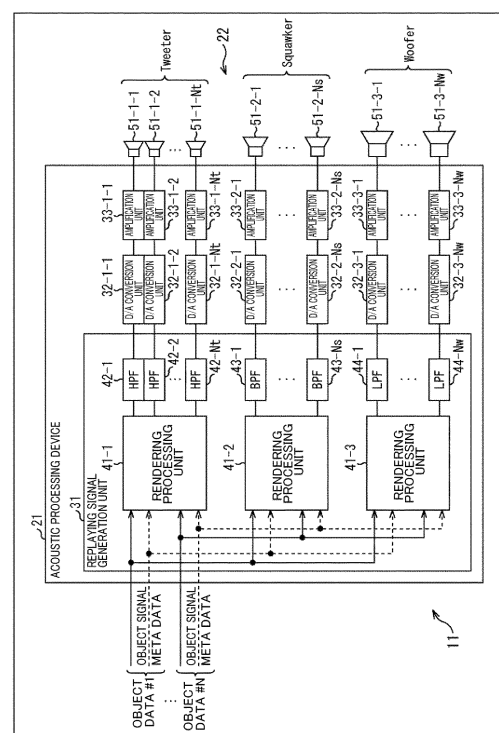 11
21
ACOUSTIC PROCESSING DEVICE
31
REPLAYING SIGNAL
GENERATION UNIT
OBJECT
DATA #1
OBJECT SIGNAL
META DATA
⋮
OBJECT
DATA #N
OBJECT SIGNAL
META DATA
41-1
RENDERING
PROCESSING
UNIT
41-2
RENDERING
PROCESSING
UNIT
41-3
RENDERING
PROCESSING
UNIT
42-1
HPF
42-2
HPF
42-Nt
HPF
43-1
BPF
43-Ns
BPF
44-1
LPF
44-Nw
LPF
32-1-1
D/A CONVERSION
UNIT
32-1-2
D/A CONVERSION
UNIT
32-1-Nt
D/A CONVERSION
UNIT
32-2-1
D/A CONVERSION
UNIT
32-2-Ns
D/A CONVERSION
UNIT
32-3-1
D/A CONVERSION
UNIT
32-3-Nw
D/A CONVERSION
UNIT
33-1-1
AMPLIFICATION
UNIT
33-1-2
AMPLIFICATION
UNIT
33-1-Nt
AMPLIFICATION
UNIT
33-2-1
AMPLIFICATION
UNIT
33-2-Ns
AMPLIFICATION
UNIT
33-3-1
AMPLIFICATION
UNIT
33-3-Nw
AMPLIFICATION
UNIT
51-1-1
51-1-2
51-1-Nt
51-2-1
51-2-Ns
51-3-1
51-3-Nw
Tweeter
22
Squawker
Woofer